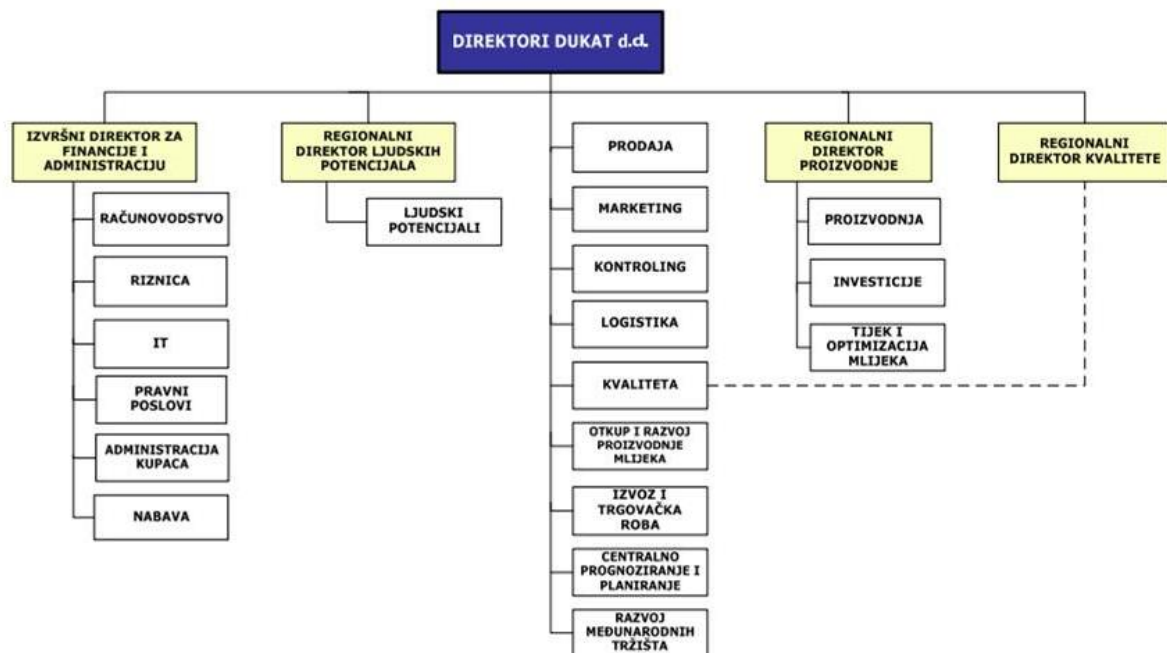 DIREKTORI DUKAT d.d.
IZVRŠNI DIREKTOR ZA
FINANCIJE I
ADMINISTRACIJU
RAČUNOVODSTVO
RIZNICA
IT
PRAVNI
POSLOVI
ADMINISTRACIJA
KUPACA
NABAVA
REGIONALNI
DIREKTOR LJUDSKIH
POTENCIJALA
LJUDSKI
POTENCIJALI
PRODAJA
MARKETING
KONTROLING
LOGISTIKA
KVALITETA
OTKUP I RAZVOJ
PROIZVODNJE
MLIJEKA
IZVOZ I
TRGOVAČKA
ROBA
CENTRALNO
PROGNOZIRANJE I
PLANIRANJE
RAZVOJ
MEĐUNARODNIH
TRŽIŠTA
REGIONALNI
DIREKTOR
PROIZVODNJE
PROIZVODNJA
INVESTICIJE
TIJEK I
OPTIMIZACIJA
MLIJEKA
REGIONALNI
DIREKTOR KVALITETE